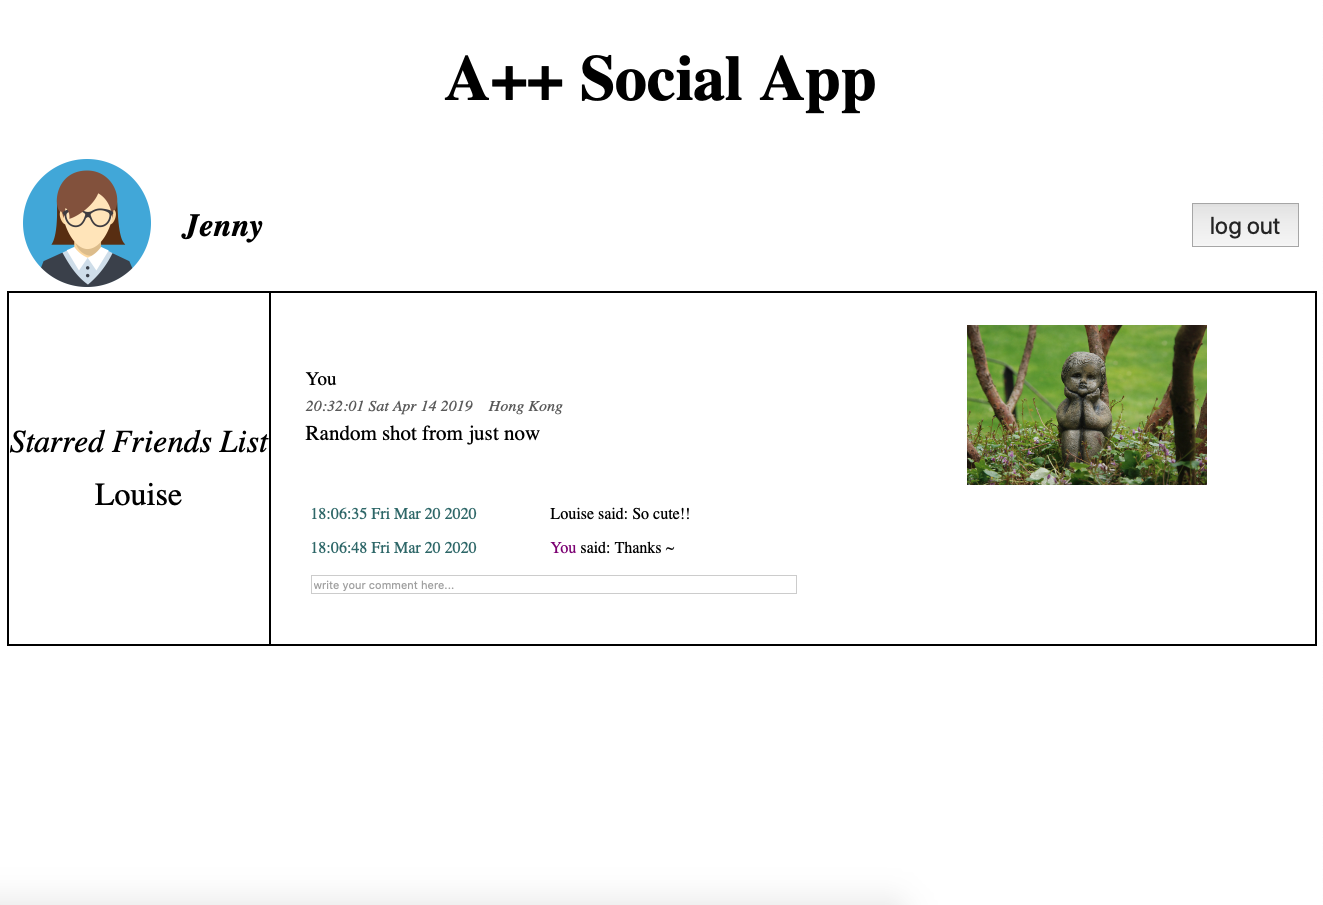 A++ Social App
Jenny
log out
Starred Friends List
Louise
You
20:32:01 Sat Apr 14 2019 Hong Kong
Random shot from just now
18:06:35 Fri Mar 20 2020 Louise said: So cute!!
18:06:48 Fri Mar 20 2020 You said: Thanks ~
write your comment here...